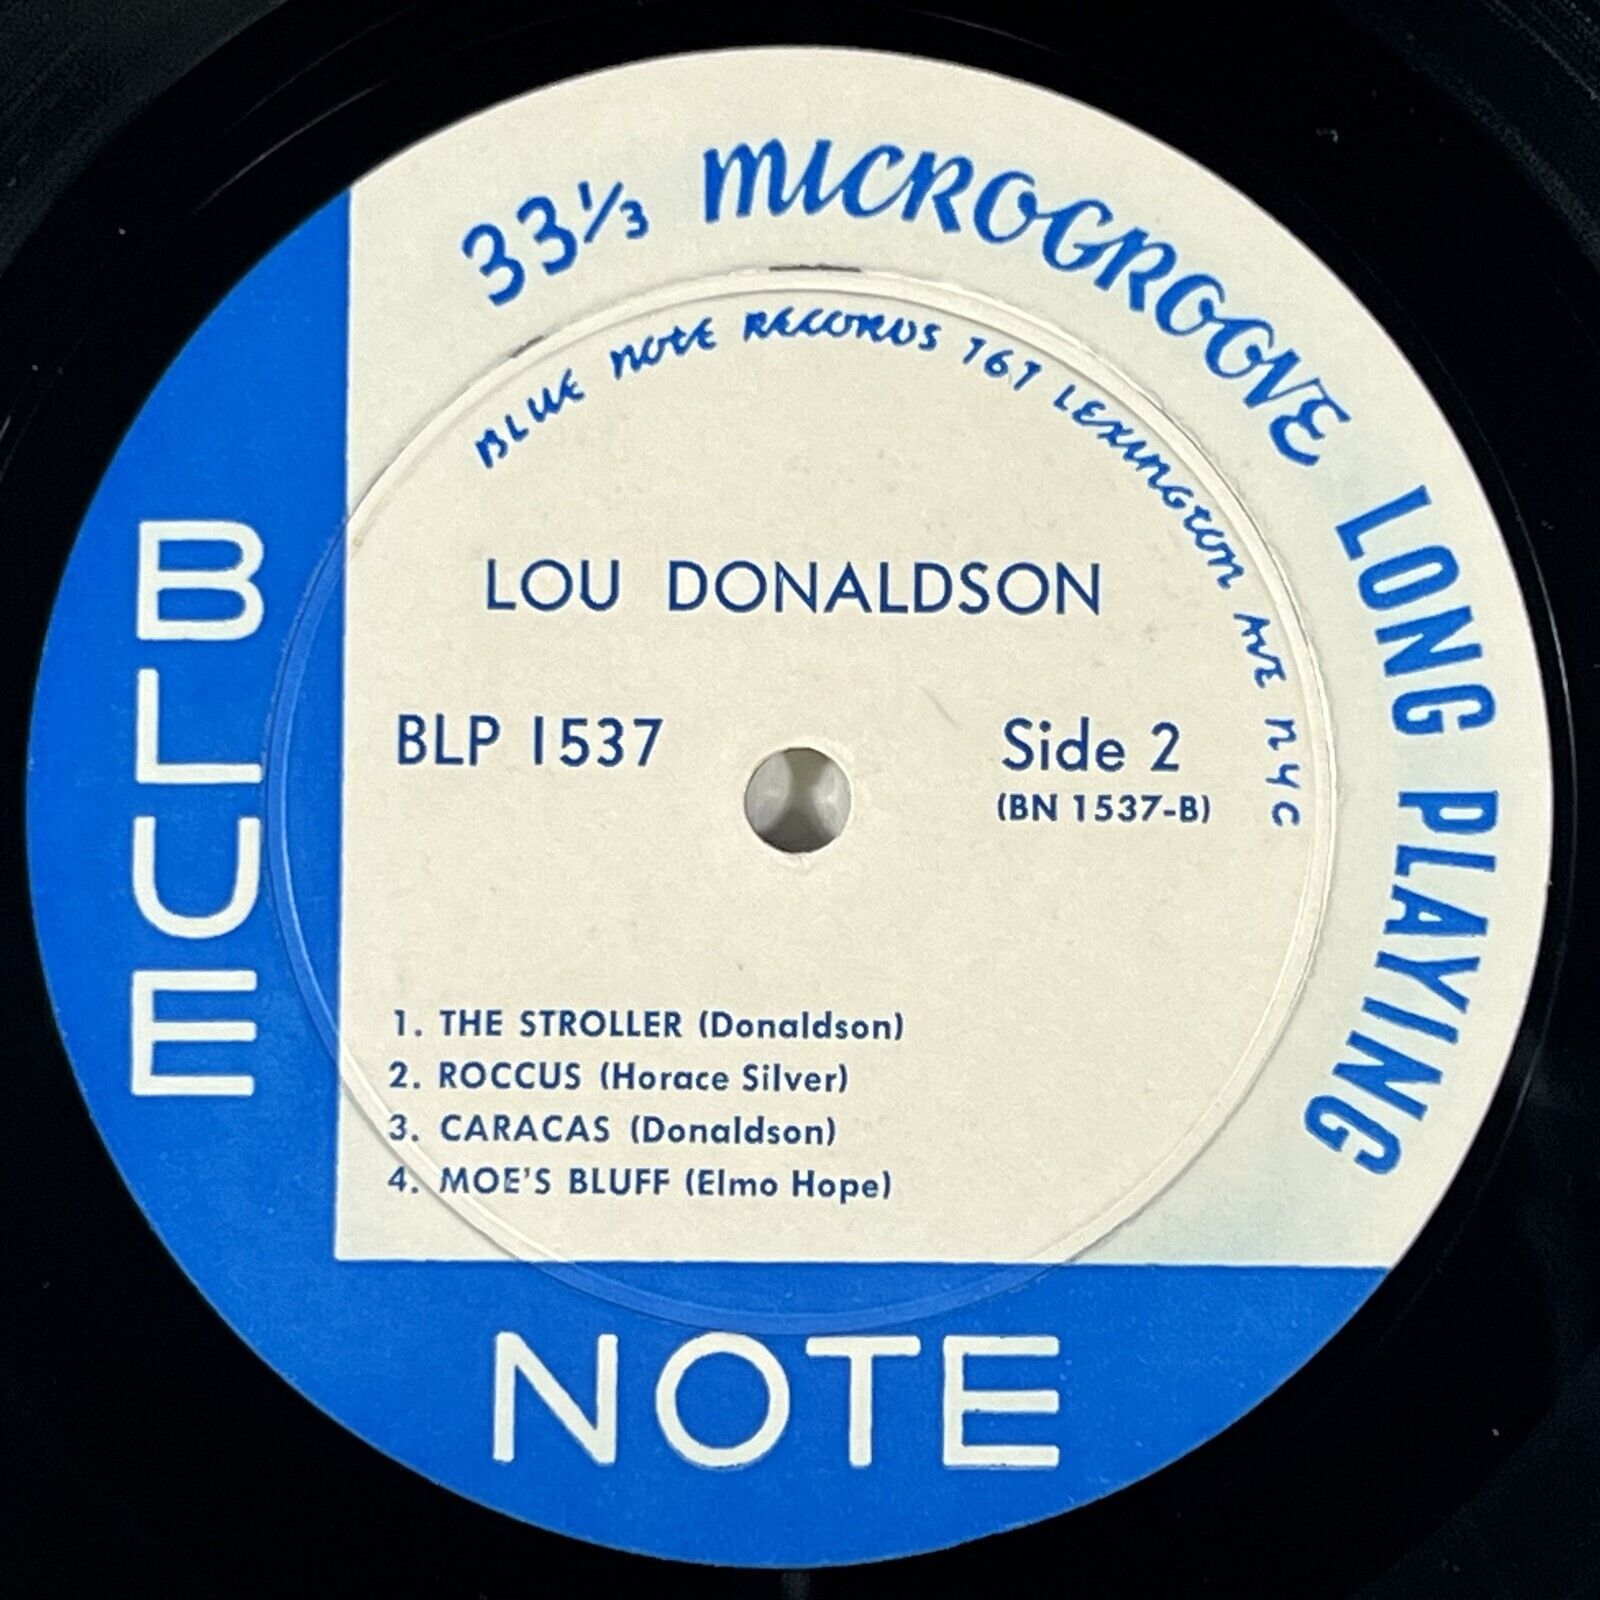 33⅓ MICROGROOVE LONG PLAYING
BLUE NOTE RECORDS 767 LEXINGTON AVE NYC
LOU DONALDSON
BLP 1537
Side 2
(BN 1537-B)
1. THE STROLLER (Donaldson)
2. ROCCUS (Horace Silver)
3. CARACAS (Donaldson)
4. MOE'S BLUFF (Elmo Hope)
BLUE
NOTE